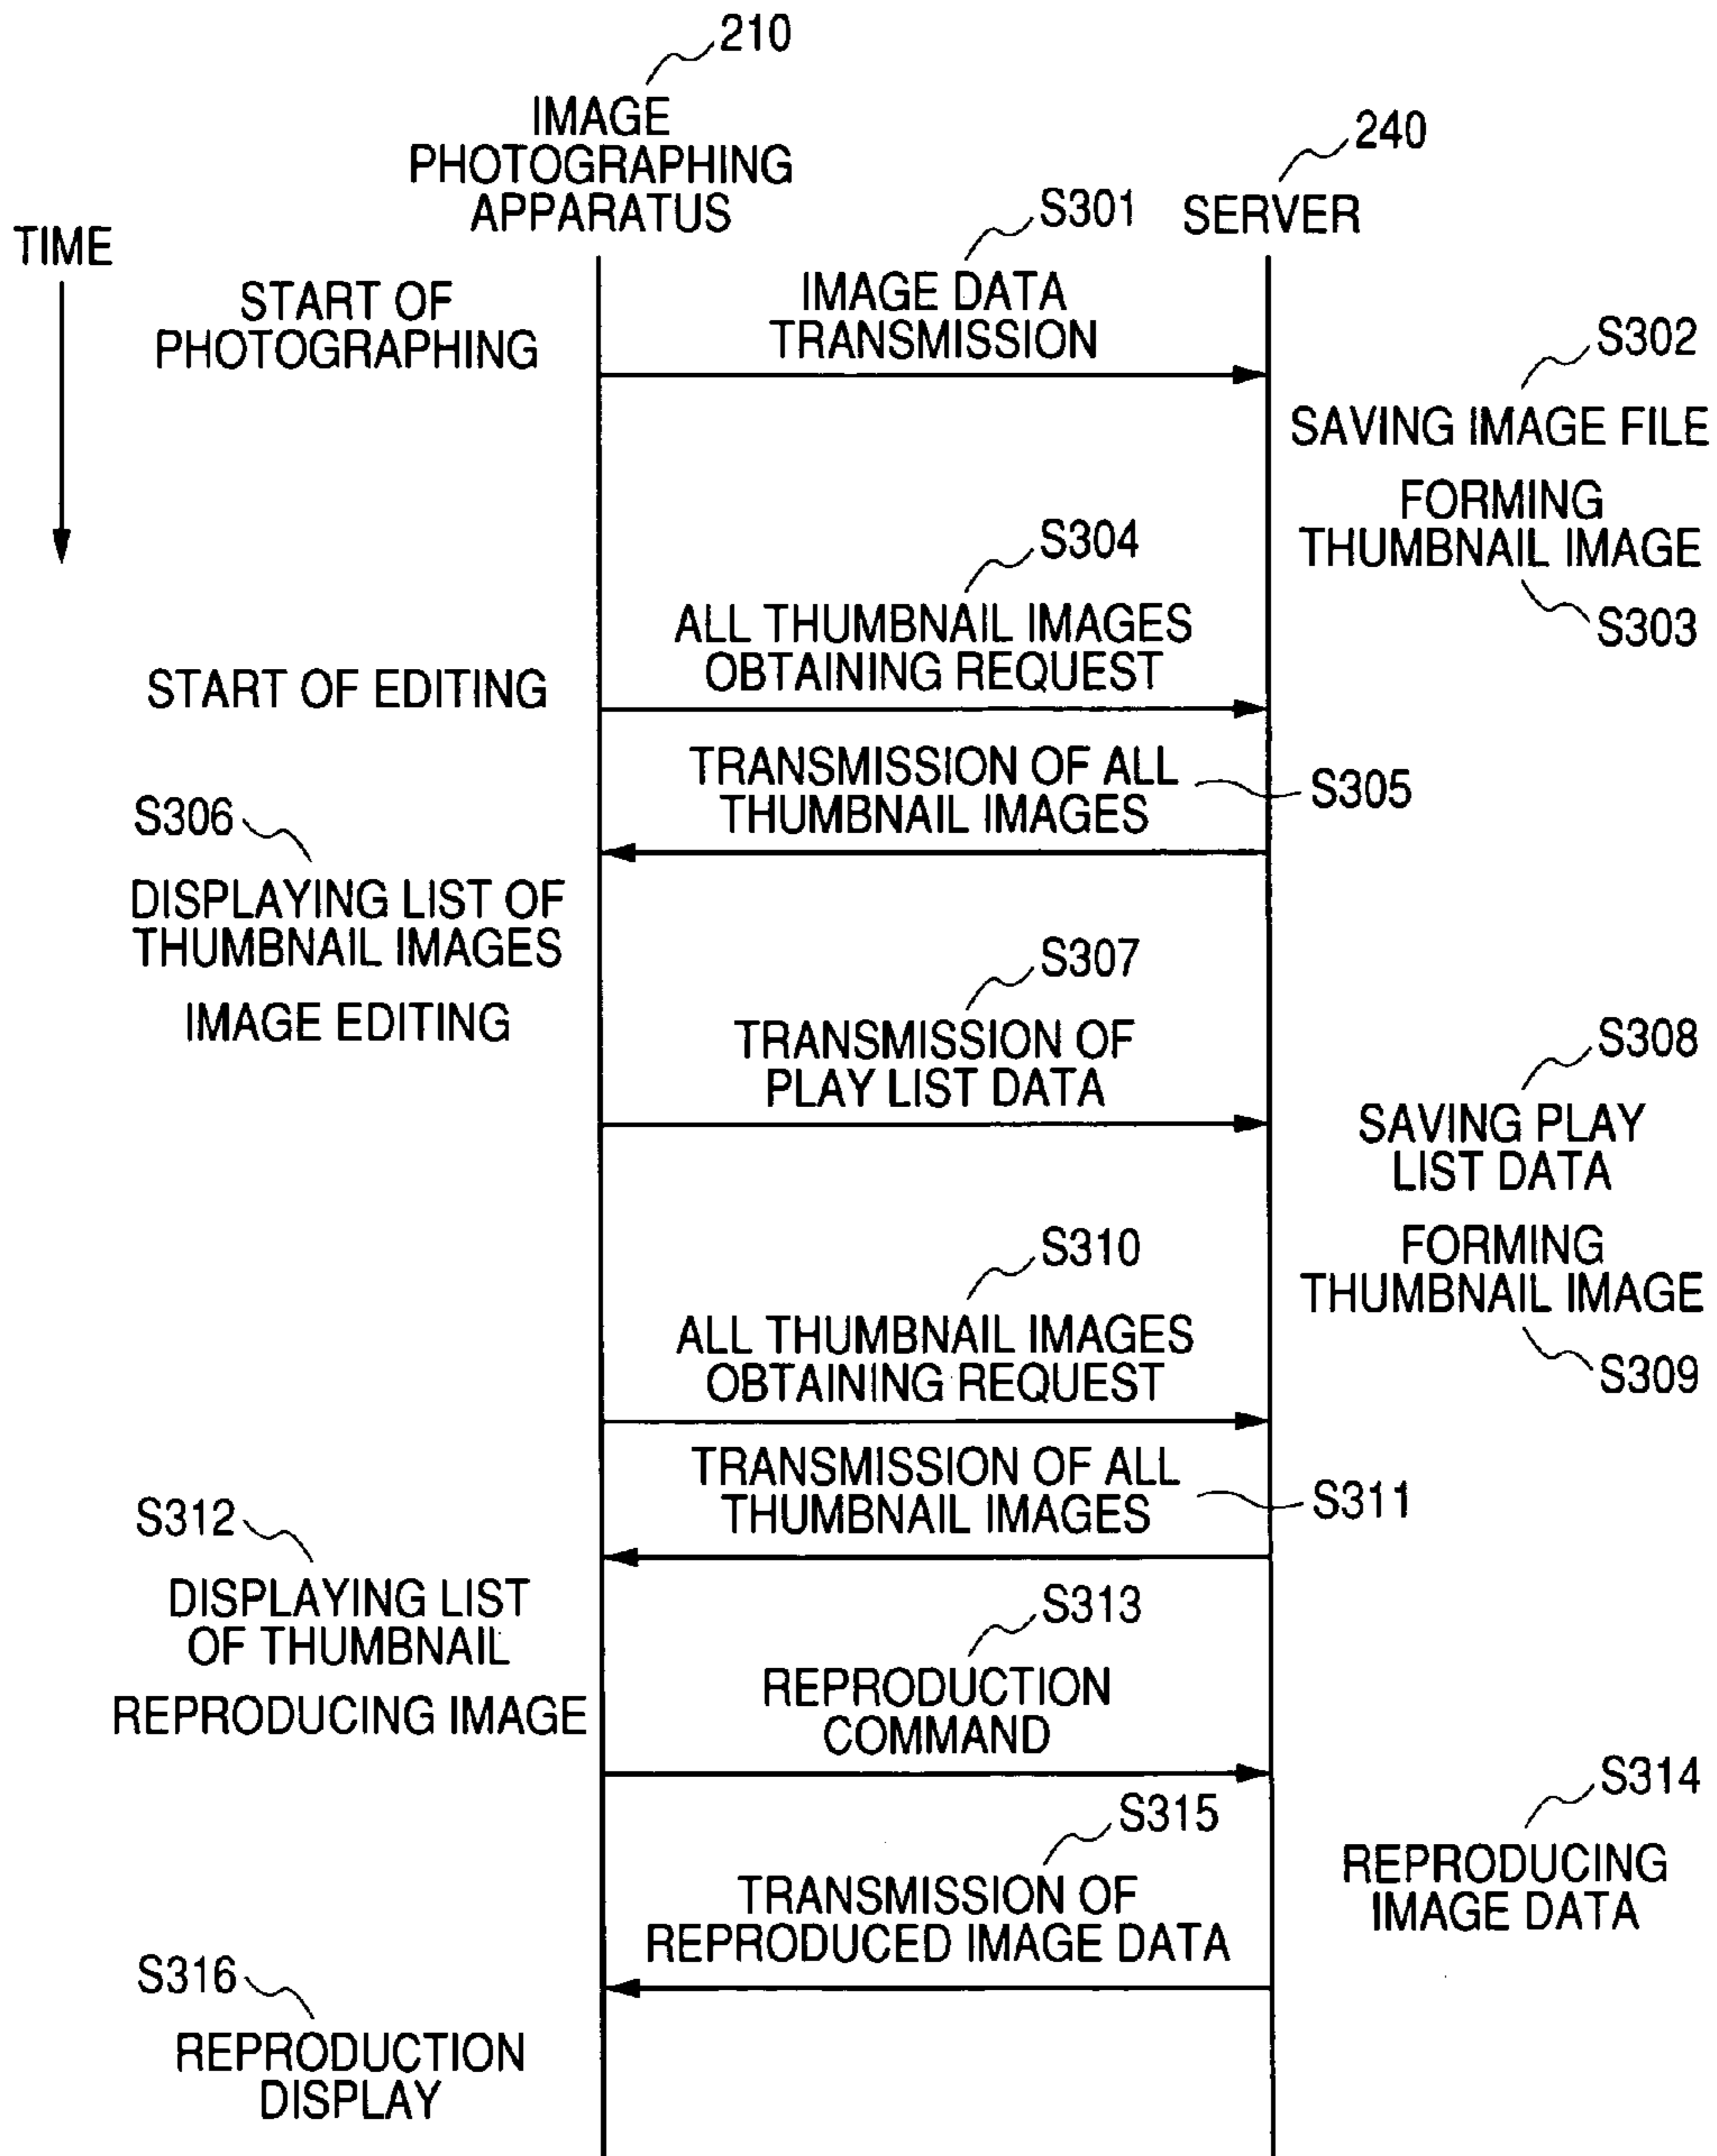 210
IMAGE
PHOTOGRAPHING
APPARATUS
240
SERVER
TIME
S301
START OF
PHOTOGRAPHING
IMAGE DATA
TRANSMISSION
S302
SAVING IMAGE FILE
FORMING
THUMBNAIL IMAGE
S303
S304
ALL THUMBNAIL IMAGES
OBTAINING REQUEST
START OF EDITING
TRANSMISSION OF ALL
THUMBNAIL IMAGES
S305
S306
DISPLAYING LIST OF
THUMBNAIL IMAGES
IMAGE EDITING
S307
TRANSMISSION OF
PLAY LIST DATA
S308
SAVING PLAY
LIST DATA
FORMING
THUMBNAIL IMAGE
S309
S310
ALL THUMBNAIL IMAGES
OBTAINING REQUEST
TRANSMISSION OF ALL
THUMBNAIL IMAGES
S311
S312
DISPLAYING LIST
OF THUMBNAIL
REPRODUCING IMAGE
S313
REPRODUCTION
COMMAND
S314
REPRODUCING
IMAGE DATA
S315
TRANSMISSION OF
REPRODUCED IMAGE DATA
S316
REPRODUCTION
DISPLAY